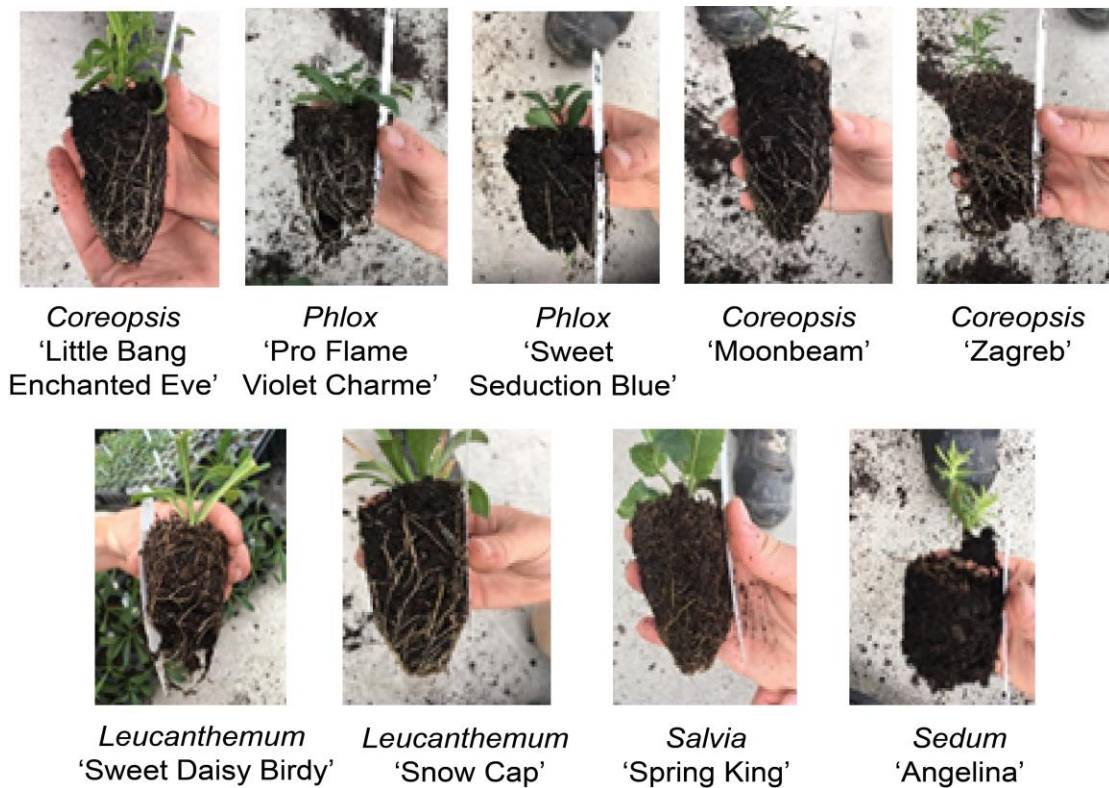 Coreopsis
'Little Bang
Enchanted Eve'
Phlox
'Pro Flame
Violet Charme'
Phlox
'Sweet
Seduction Blue'
Coreopsis
'Moonbeam'
Coreopsis
'Zagreb'
Leucanthemum
'Sweet Daisy Birdy'
Leucanthemum
'Snow Cap'
Salvia
'Spring King'
Sedum
'Angelina'